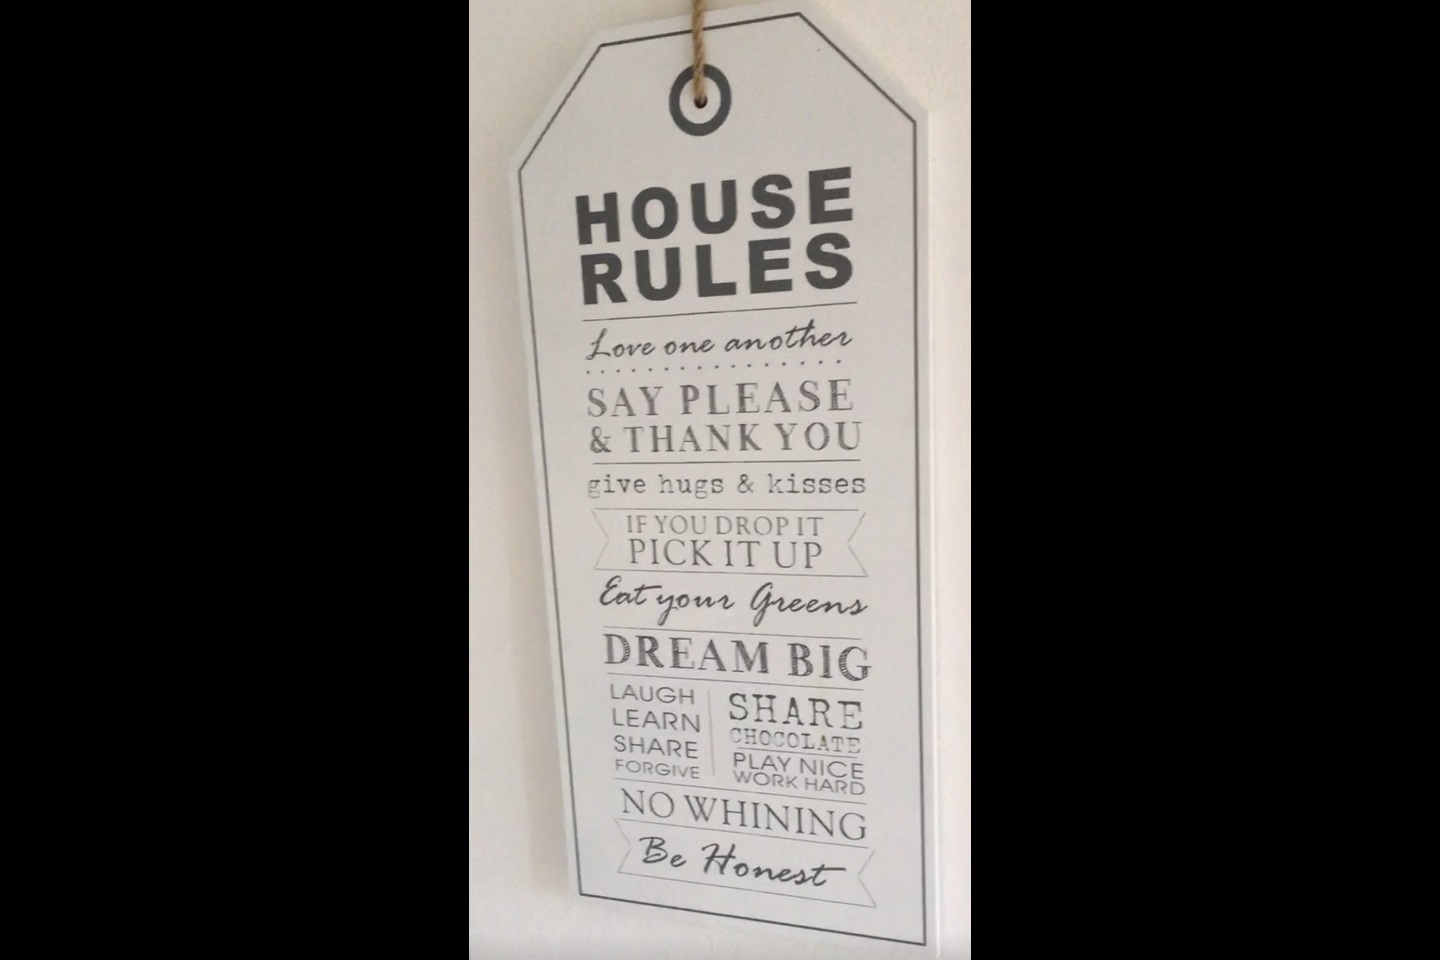 HOUSE
RULES
Love one another
SAY PLEASE
& THANK YOU
give hugs & kisses
IF YOU DROP IT
PICK IT UP
Eat your Greens
DREAM BIG
LAUGH
LEARN
SHARE
FORGIVE
SHARE
CHOCOLATE
PLAY NICE
WORK HARD
NO WHINING
Be Honest